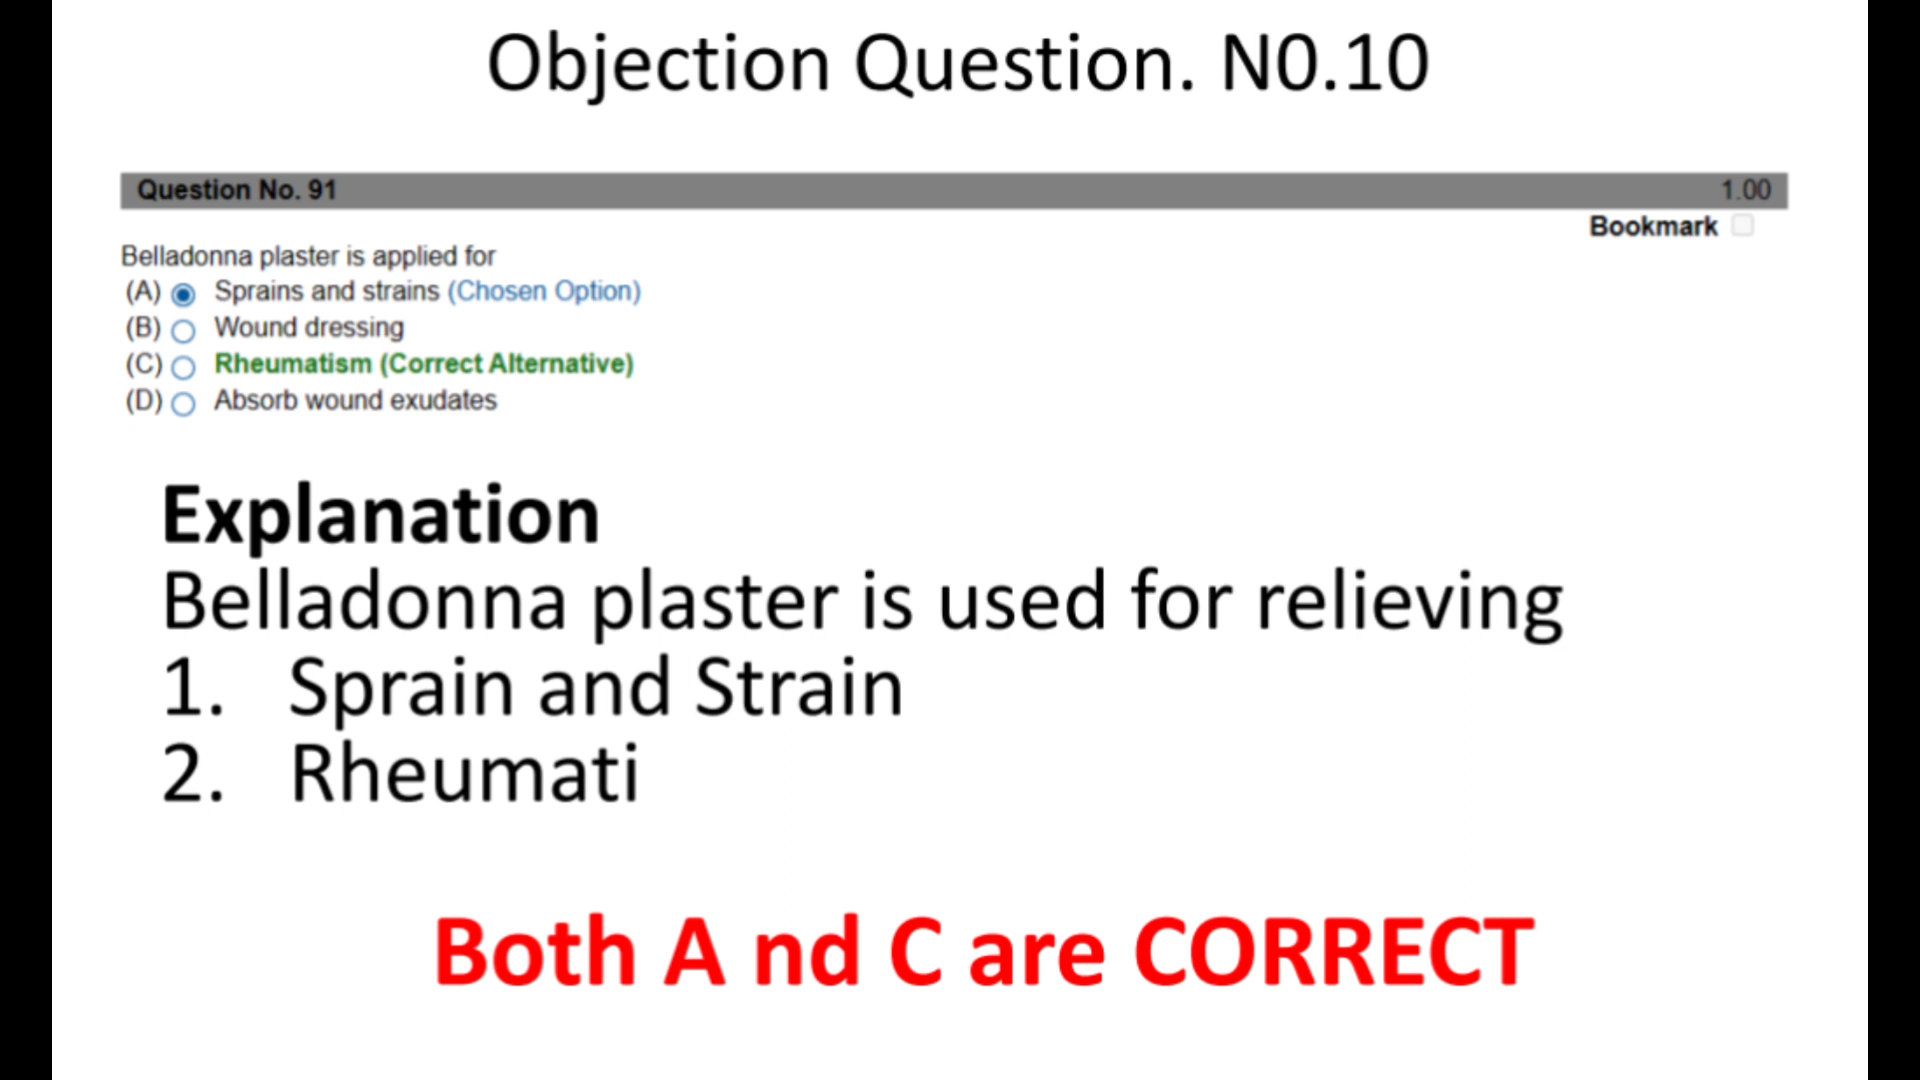 Objection Question. N0.10
Question No. 91 1.00
Bookmark
Belladonna plaster is applied for
(A) Sprains and strains (Chosen Option)
(B) Wound dressing
(C) Rheumatism (Correct Alternative)
(D) Absorb wound exudates
Explanation
Belladonna plaster is used for relieving
1. Sprain and Strain
2. Rheumati
Both A nd C are CORRECT